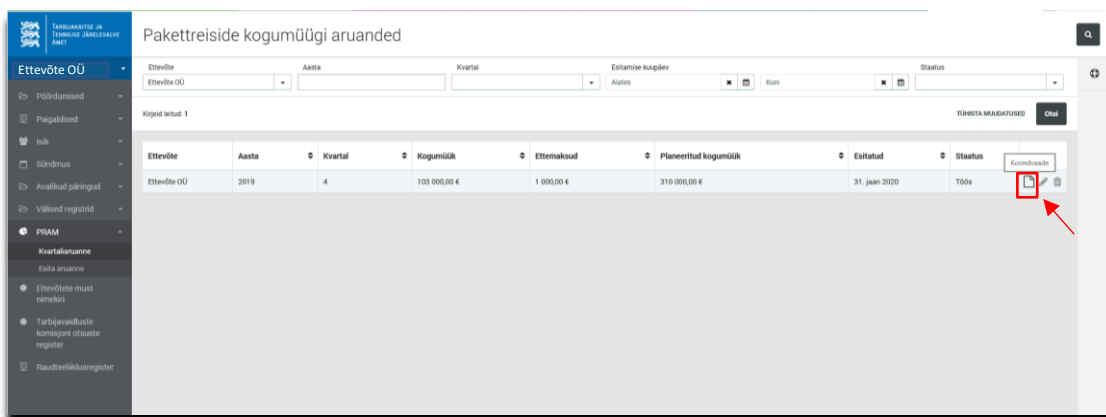 TARBIJAKAITSE JA
TEHNILISE JÄRELEVALVE
AMET
Pakettreiside kogumüügi aruanded
Ettevõte OÜ
Pöördumised
Paigaldised
Isik
Sündmus
Avalikud päringud
Välised registrid
PRAM
Kvartaliaruanne
Esita aruanne
Ettevõtete must
nimekiri
Tarbijavaidluste
komisjoni otsuste
register
Raudteeliiklusregister
Ettevõte Aasta Kvartal Esitamise kuupäev Staatus
Ettevõte OÜ Alates Kuni
Kirjeid leitud: 1 TÜHISTA MUUDATUSED Otsi
Ettevõte Aasta Kvartal Kogumüük Ettemaksud Planeeritud kogumüük Esitatud Staatus
Koondvaade
Ettevõte OÜ 2019 4 103 000,00 € 1 000,00 € 310 000,00 € 31. jaan 2020 Töös